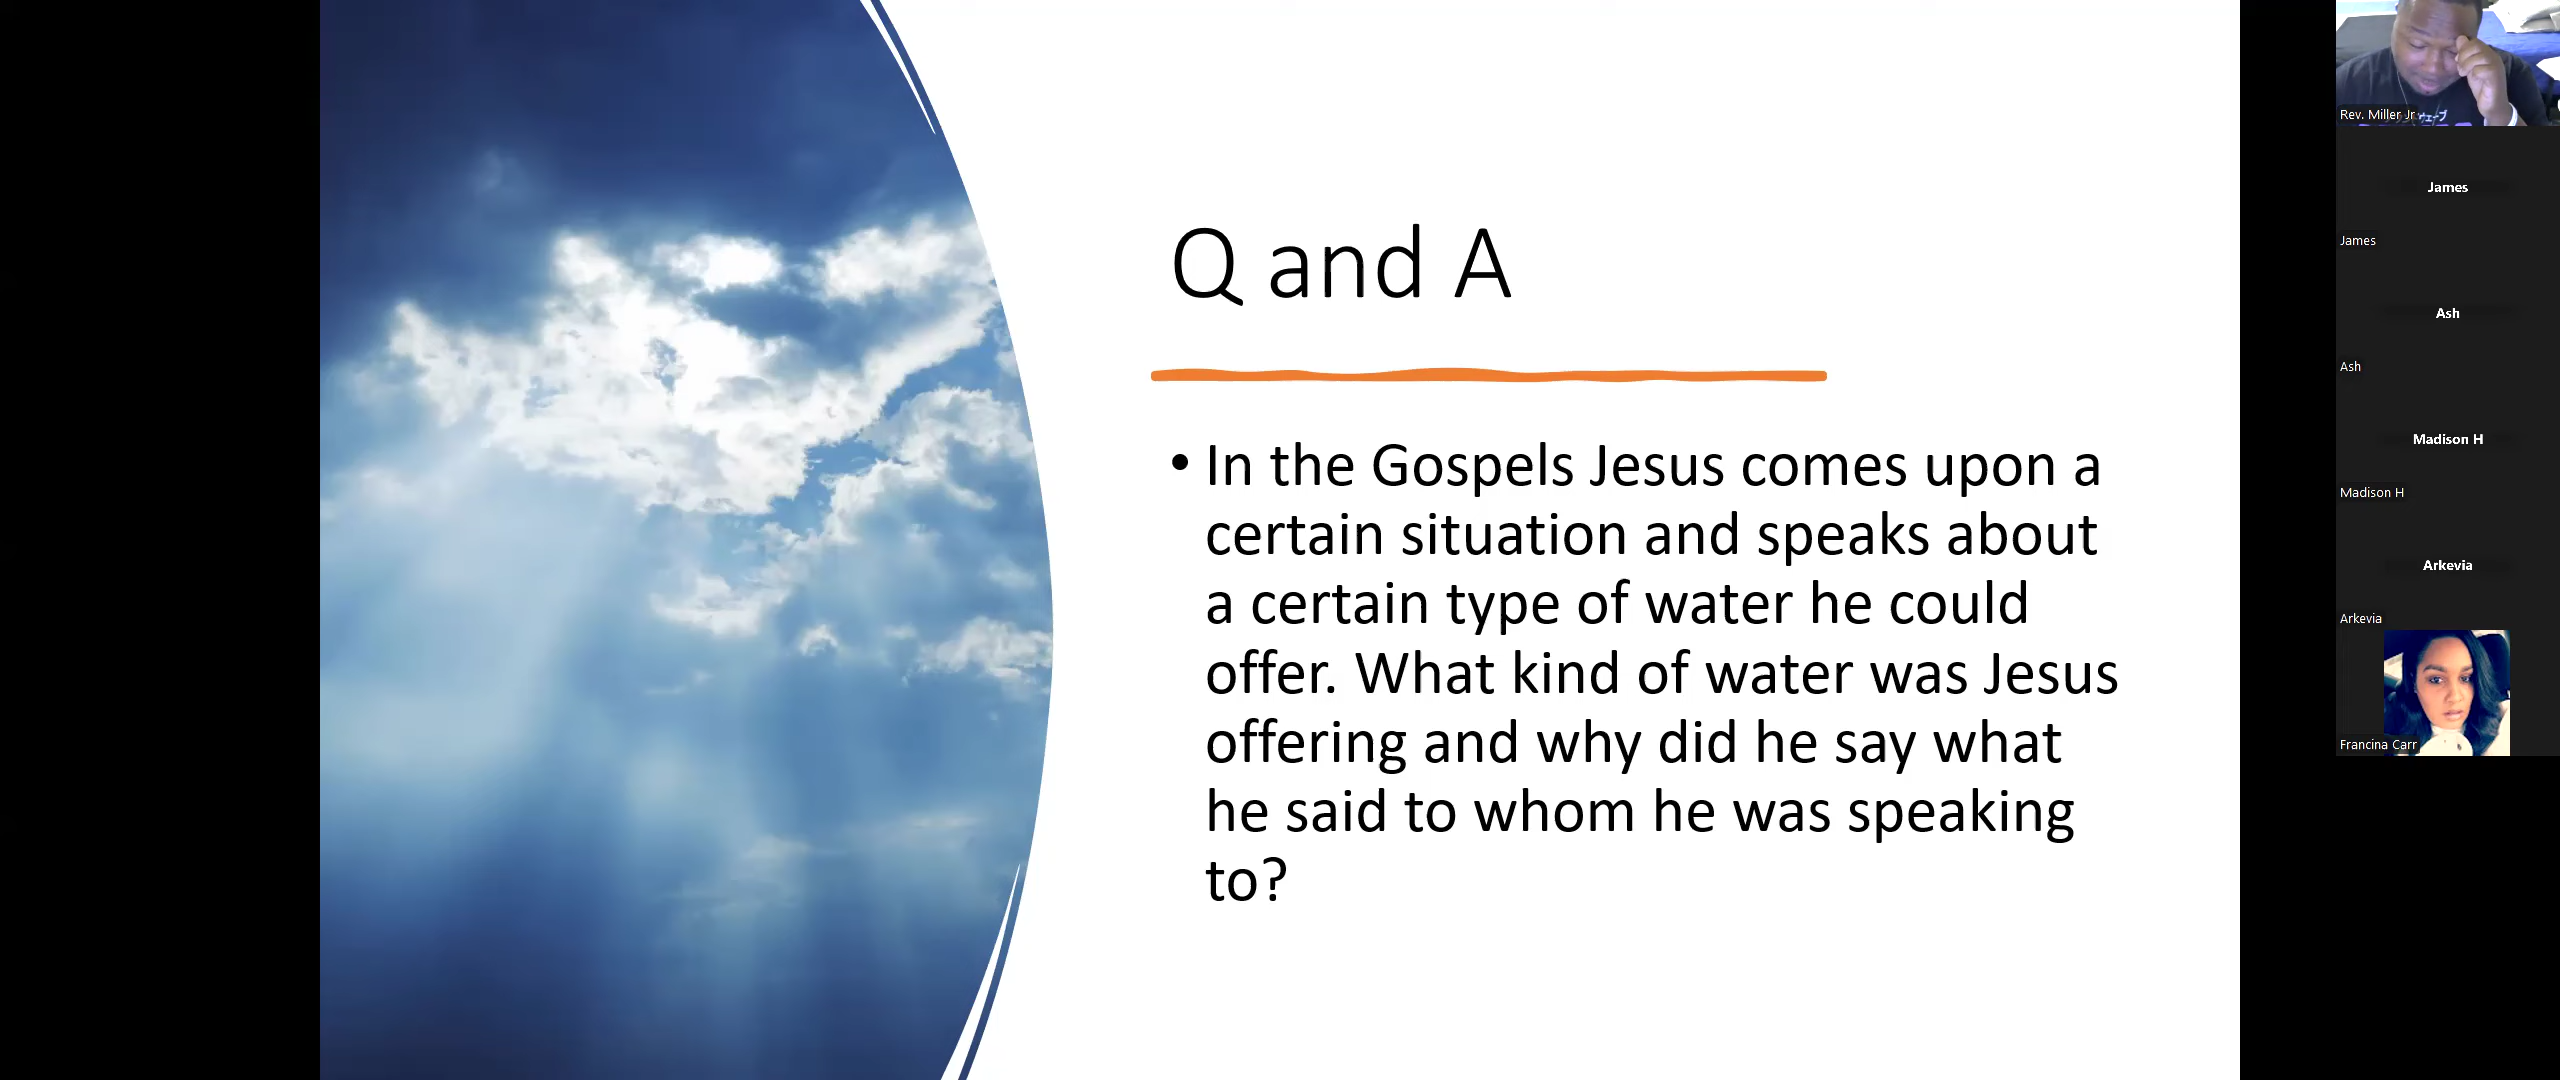 Q and A
• In the Gospels Jesus comes upon a
certain situation and speaks about
a certain type of water he could
offer. What kind of water was Jesus
offering and why did he say what
he said to whom he was speaking
to?
Rev. Miller Jr
James
James
Ash
Ash
Madison H
Madison H
Arkevia
Arkevia
Francina Carr